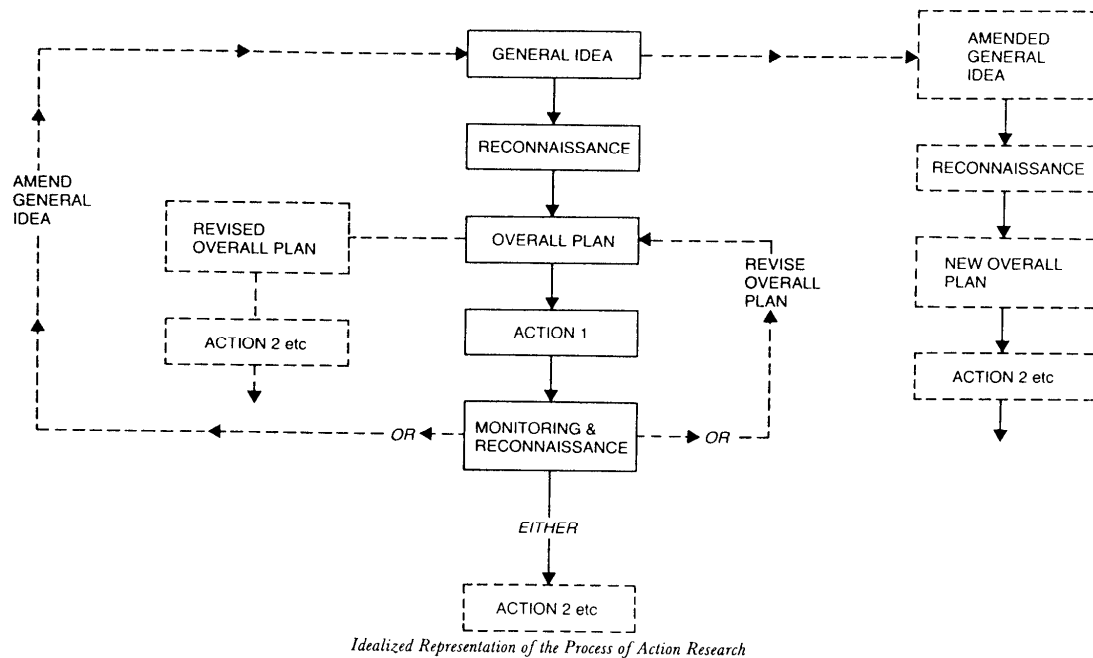 GENERAL IDEA
AMENDED
GENERAL
IDEA
RECONNAISSANCE
RECONNAISSANCE
AMEND
GENERAL
IDEA
REVISED
OVERALL PLAN
OVERALL PLAN
REVISE
OVERALL
PLAN
NEW OVERALL
PLAN
ACTION 2 etc
ACTION 1
ACTION 2 etc
OR
MONITORING &
RECONNAISSANCE
OR
EITHER
ACTION 2 etc
Idealized Representation of the Process of Action Research